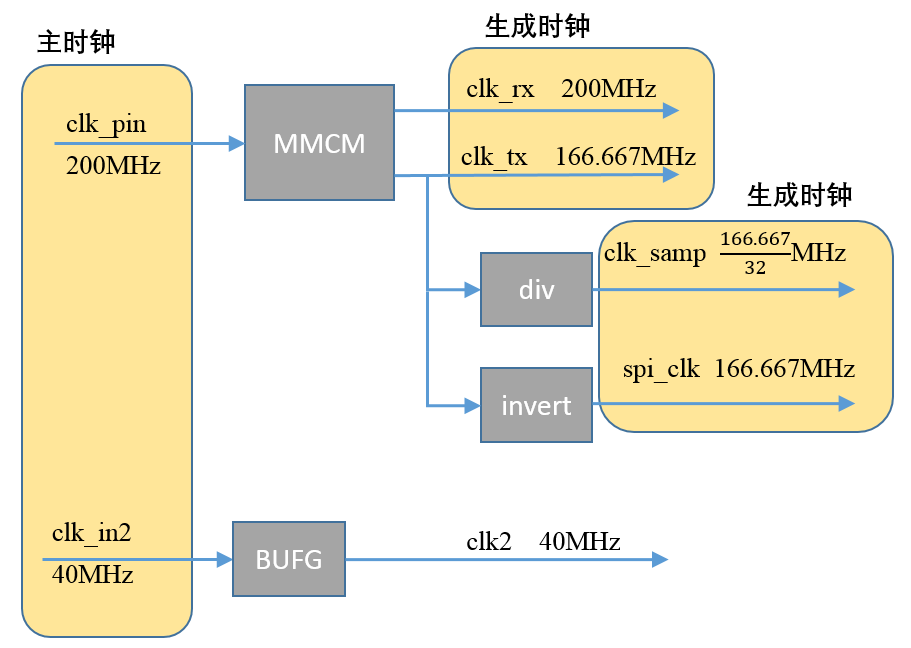 主时钟
生成时钟
clk_pin
200MHz
MMCM
clk_rx 200MHz
clk_tx 166.667MHz
生成时钟
div
clk_samp 166.667/32 MHz
invert
spi_clk 166.667MHz
clk_in2
40MHz
BUFG
clk2 40MHz